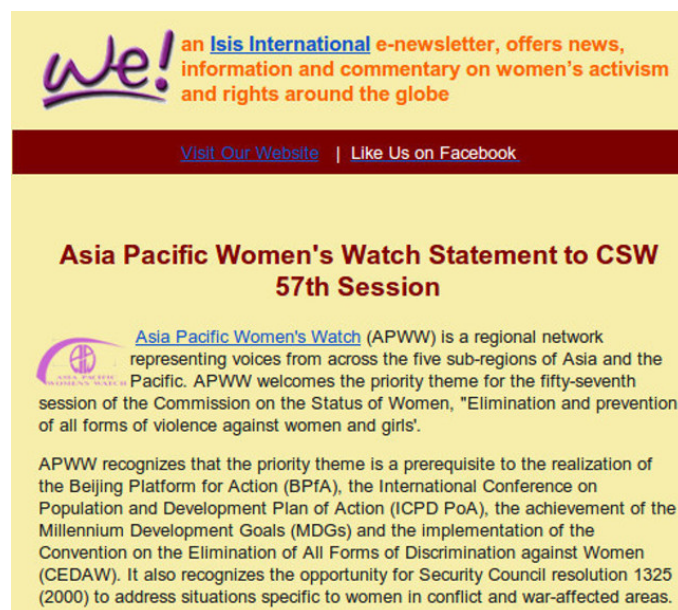 we!
an Isis International e-newsletter, offers news,
information and commentary on women's activism
and rights around the globe
Visit Our Website | Like Us on Facebook
Asia Pacific Women's Watch Statement to CSW
57th Session
ASIA PACIFIC
WOMEN'S WATCH
Asia Pacific Women's Watch (APWW) is a regional network
representing voices from across the five sub-regions of Asia and the
Pacific. APWW welcomes the priority theme for the fifty-seventh
session of the Commission on the Status of Women, "Elimination and prevention
of all forms of violence against women and girls'.
APWW recognizes that the priority theme is a prerequisite to the realization of
the Beijing Platform for Action (BPfA), the International Conference on
Population and Development Plan of Action (ICPD PoA), the achievement of the
Millennium Development Goals (MDGs) and the implementation of the
Convention on the Elimination of All Forms of Discrimination against Women
(CEDAW). It also recognizes the opportunity for Security Council resolution 1325
(2000) to address situations specific to women in conflict and war-affected areas.